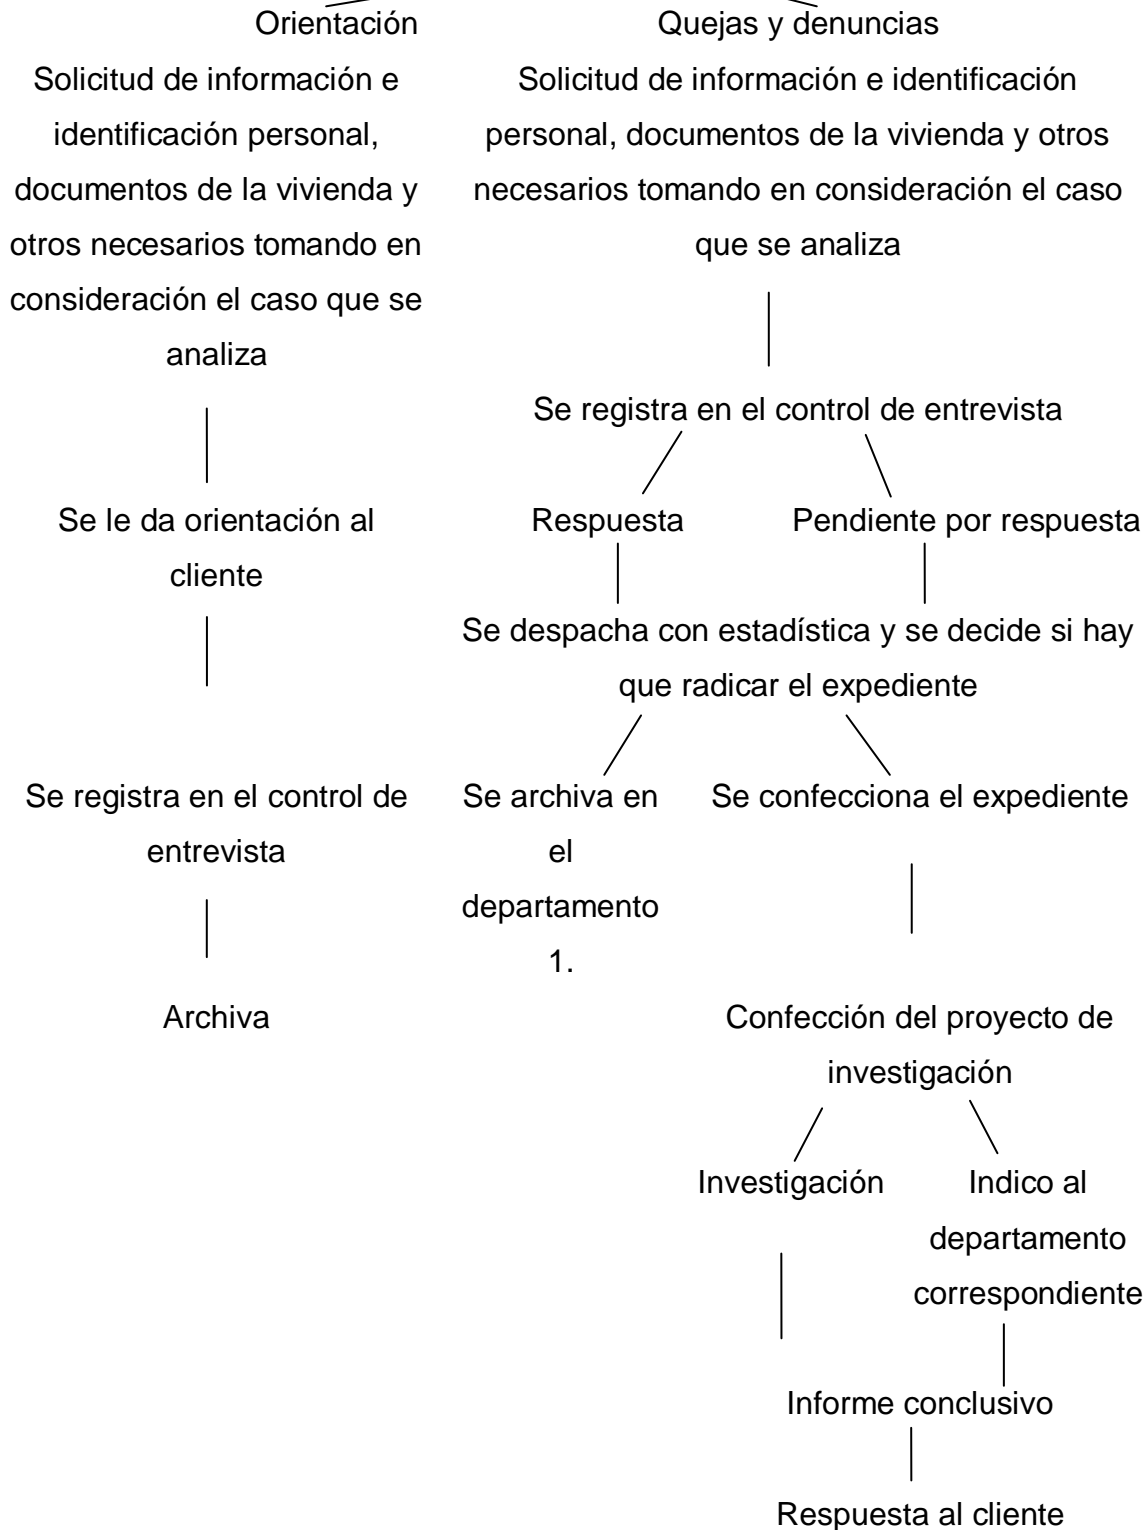 Orientación
Solicitud de información e
identificación personal,
documentos de la vivienda y
otros necesarios tomando en
consideración el caso que se
analiza
Se le da orientación al
cliente
Se registra en el control de
entrevista
Archiva
Quejas y denuncias
Solicitud de información e identificación
personal, documentos de la vivienda y otros
necesarios tomando en consideración el caso
que se analiza
Se registra en el control de entrevista
Respuesta
Pendiente por respuesta
Se despacha con estadística y se decide si hay
que radicar el expediente
Se archiva en
el
departamento
1.
Se confecciona el expediente
Confección del proyecto de
investigación
Investigación
Indico al
departamento
correspondiente
Informe conclusivo
Respuesta al cliente